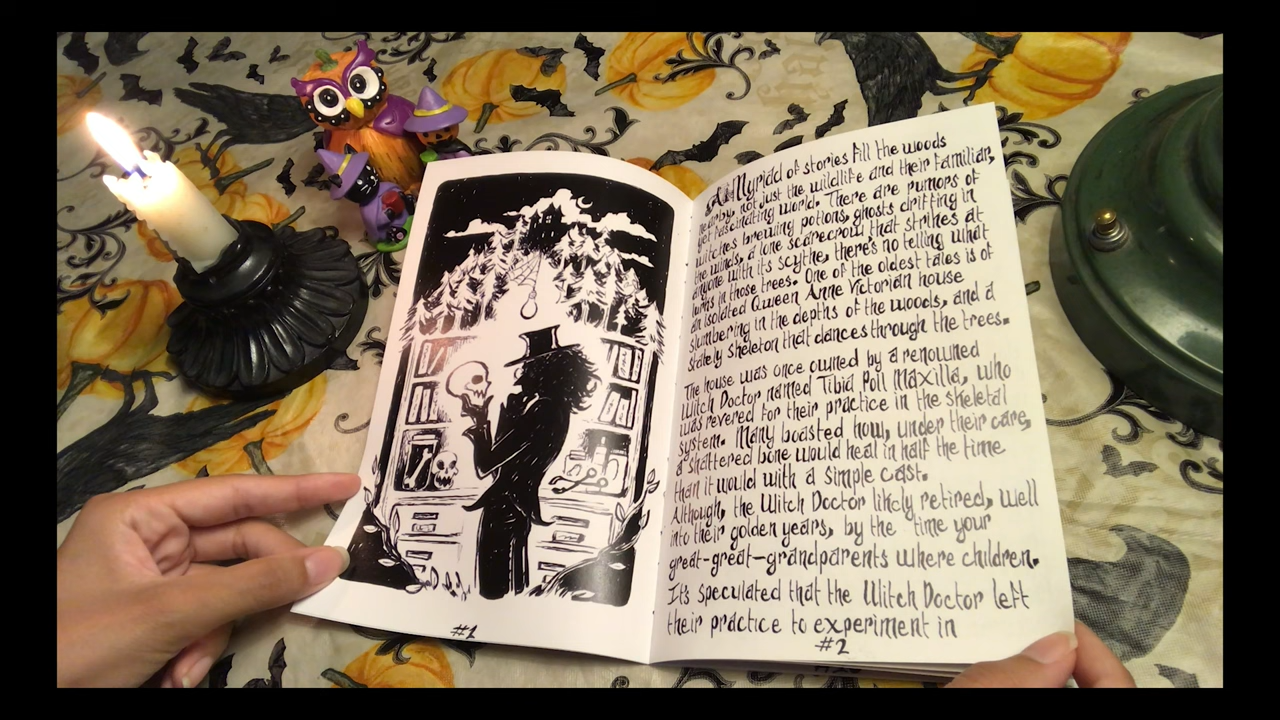 #1
A Myriad of stories fill the woods
nearby, not just the wildlife and their familiar,
yet fascinating world. There are rumors of
witches brewing potions, ghosts drifting in
the winds, a lone scarecrow that strikes at
anyone with its scythe, there's no telling what
lurks in those trees. One of the oldest tales is of
an isolated Queen Anne Victorian house
slumbering in the depths of the woods, and a
stately skeleton that dances through the trees.
The house was once owned by a renowned
Witch Doctor named Tibia Poll Maxilla, who
was revered for their practice in the skeletal
system. Many boasted how, under their care,
a shattered bone would heal in half the time
than it would with a simple cast.
Although, the Witch Doctor likely retired, well
into their golden years, by the time your
great-great-grandparents where children.
It's speculated that the Witch Doctor left
their practice to experiment in
#2